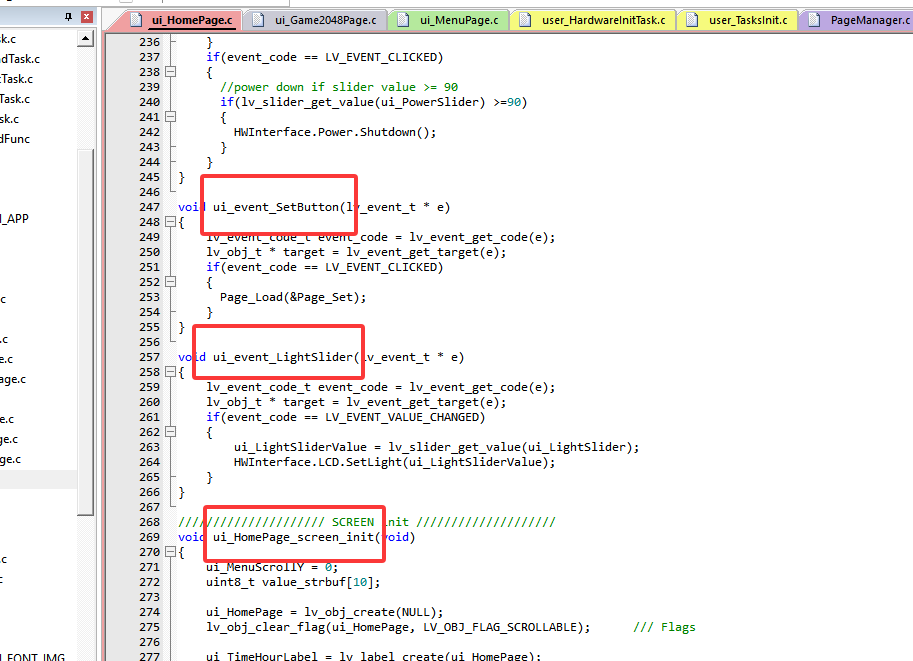 ui_HomePage.c ui_Game2048Page.c ui_MenuPage.c user_HardwareInitTask.c user_TasksInit.c PageManager.c
k.c
dTask.c
Task.c
Task.c
sk.c
dFunc
_APP
c
.c
e.c
age.c
e.c
ge.c
ge.c
.c
c
FONT_IMG
236 }
237 if(event_code == LV_EVENT_CLICKED)
238 {
239 //power down if slider value >= 90
240 if(lv_slider_get_value(ui_PowerSlider) >=90)
241 {
242 HWInterface.Power.Shutdown();
243 }
244 }
245 }
246
247 void ui_event_SetButton(lv_event_t * e)
248 {
249 lv_event_code_t event_code = lv_event_get_code(e);
250 lv_obj_t * target = lv_event_get_target(e);
251 if(event_code == LV_EVENT_CLICKED)
252 {
253 Page_Load(&Page_Set);
254 }
255 }
256
257 void ui_event_LightSlider(lv_event_t * e)
258 {
259 lv_event_code_t event_code = lv_event_get_code(e);
260 lv_obj_t * target = lv_event_get_target(e);
261 if(event_code == LV_EVENT_VALUE_CHANGED)
262 {
263 ui_LightSliderValue = lv_slider_get_value(ui_LightSlider);
264 HWInterface.LCD.SetLight(ui_LightSliderValue);
265 }
266 }
267
268 ///////////////////// SCREEN init ////////////////////
269 void ui_HomePage_screen_init(void)
270 {
271 ui_MenuScrollY = 0;
272 uint8_t value_strbuf[10];
273
274 ui_HomePage = lv_obj_create(NULL);
275 lv_obj_clear_flag(ui_HomePage, LV_OBJ_FLAG_SCROLLABLE); /// Flags
276
277 ui_TimeHourLabel = lv_label_create(ui_HomePage);